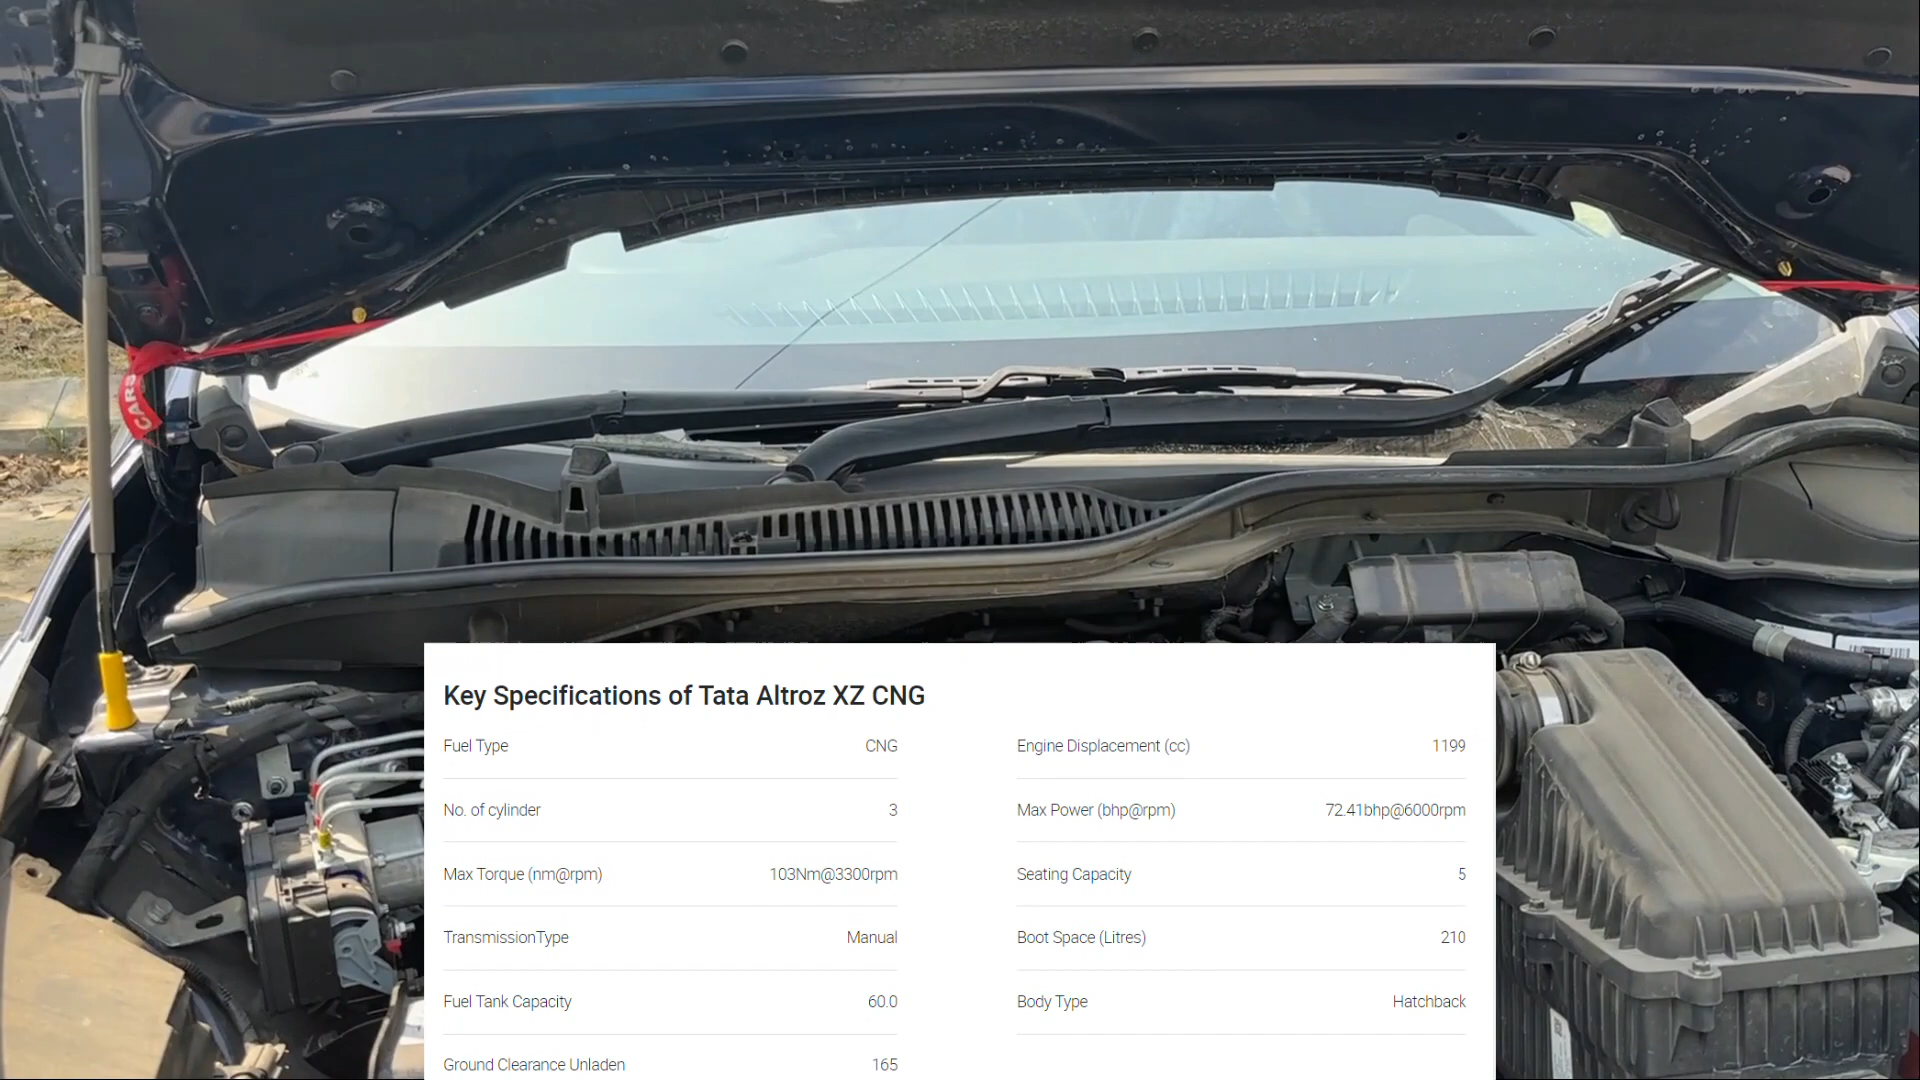 CARS
Key Specifications of Tata Altroz XZ CNG
Fuel Type CNG
Engine Displacement (cc) 1199
No. of cylinder 3
Max Power (bhp@rpm) 72.41bhp@6000rpm
Max Torque (nm@rpm) 103Nm@3300rpm
Seating Capacity 5
TransmissionType Manual
Boot Space (Litres) 210
Fuel Tank Capacity 60.0
Body Type Hatchback
Ground Clearance Unladen 165